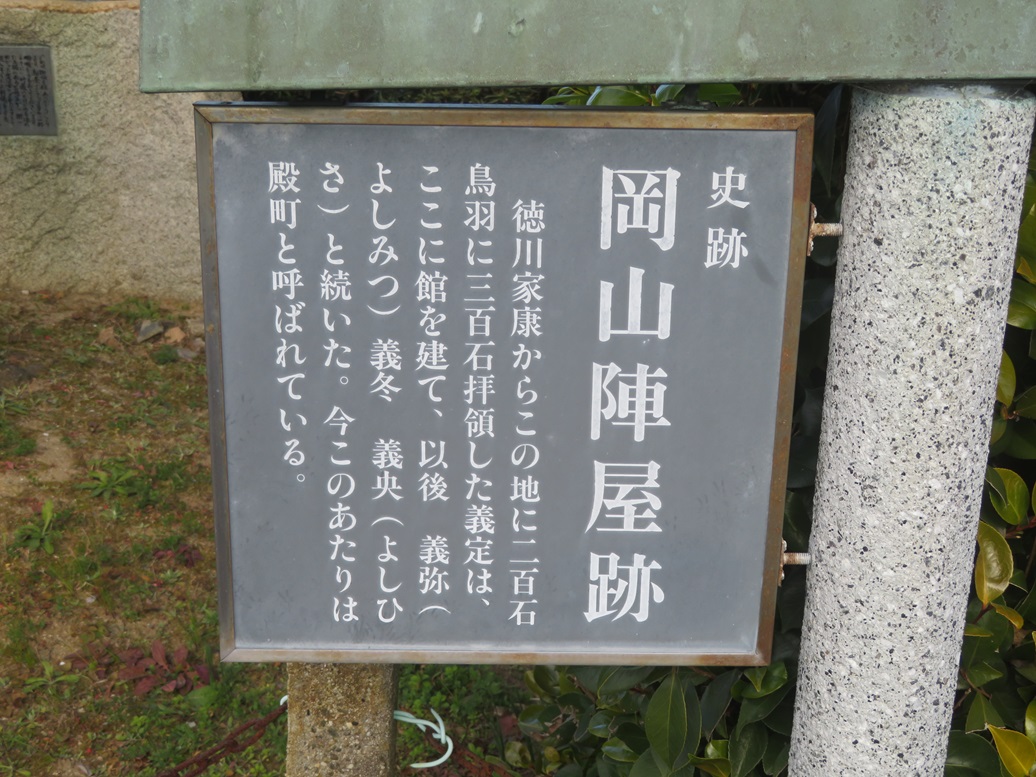 史跡
岡山陣屋跡
徳川家康からこの地に二百石
鳥羽に三百石拝領した義定は、
ここに館を建て、以後　義弥（
よしみつ）義冬　義央（よしひ
さ）と続いた。今このあたりは
殿町と呼ばれている。